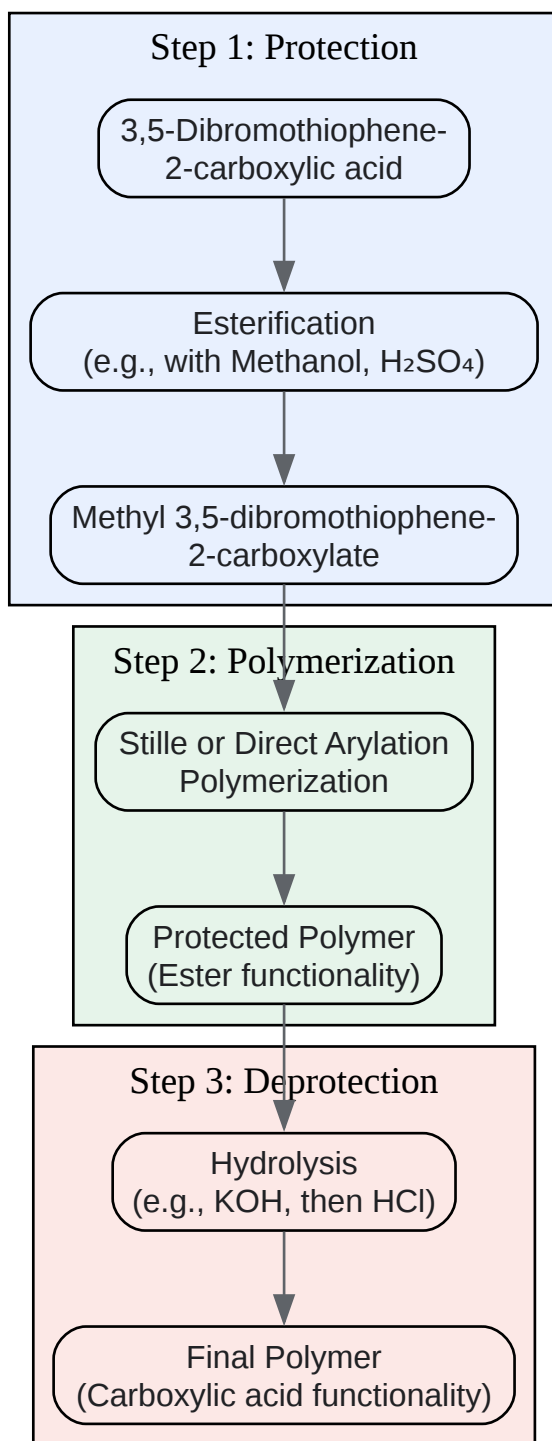 Step 1: Protection
3,5-Dibromothiophene-
2-carboxylic acid
Esterification
(e.g., with Methanol, H₂SO₄)
Methyl 3,5-dibromothiophene-
2-carboxylate
Step 2: Polymerization
Stille or Direct Arylation
Polymerization
Protected Polymer
(Ester functionality)
Step 3: Deprotection
Hydrolysis
(e.g., KOH, then HCl)
Final Polymer
(Carboxylic acid functionality)